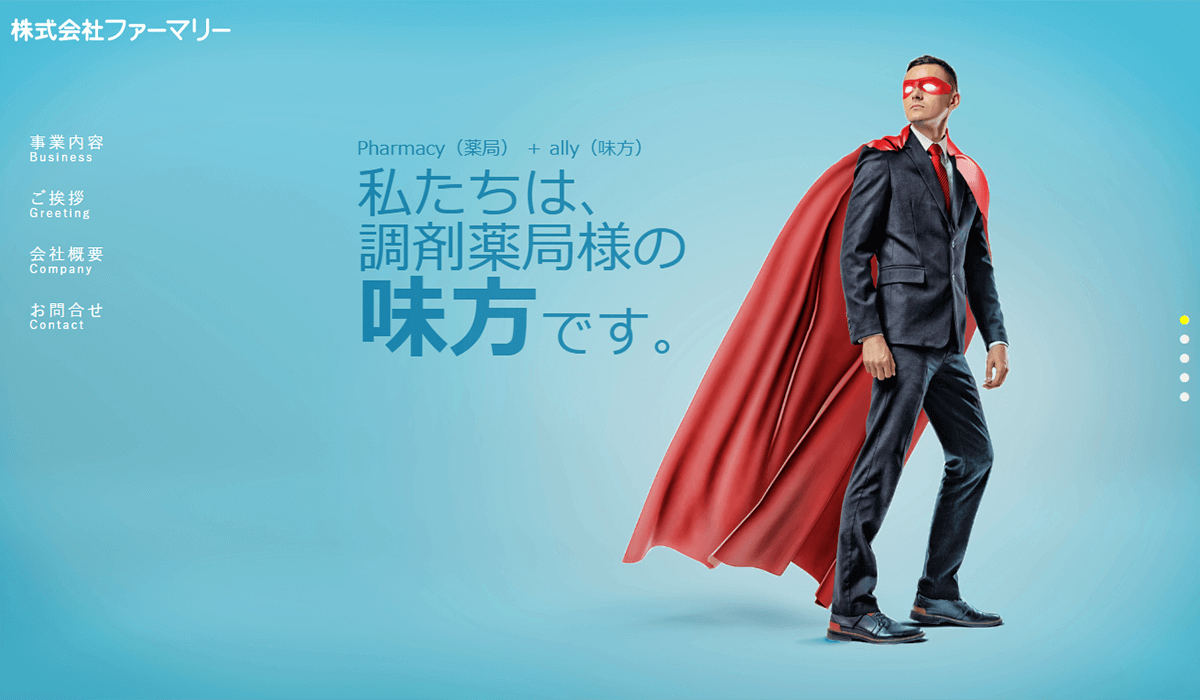 株式会社ファーマリー
事業内容
Business
ご挨拶
Greeting
会社概要
Company
お問合せ
Contact
Pharmacy（薬局） + ally（味方）
私たちは、
調剤薬局様の
味方です。